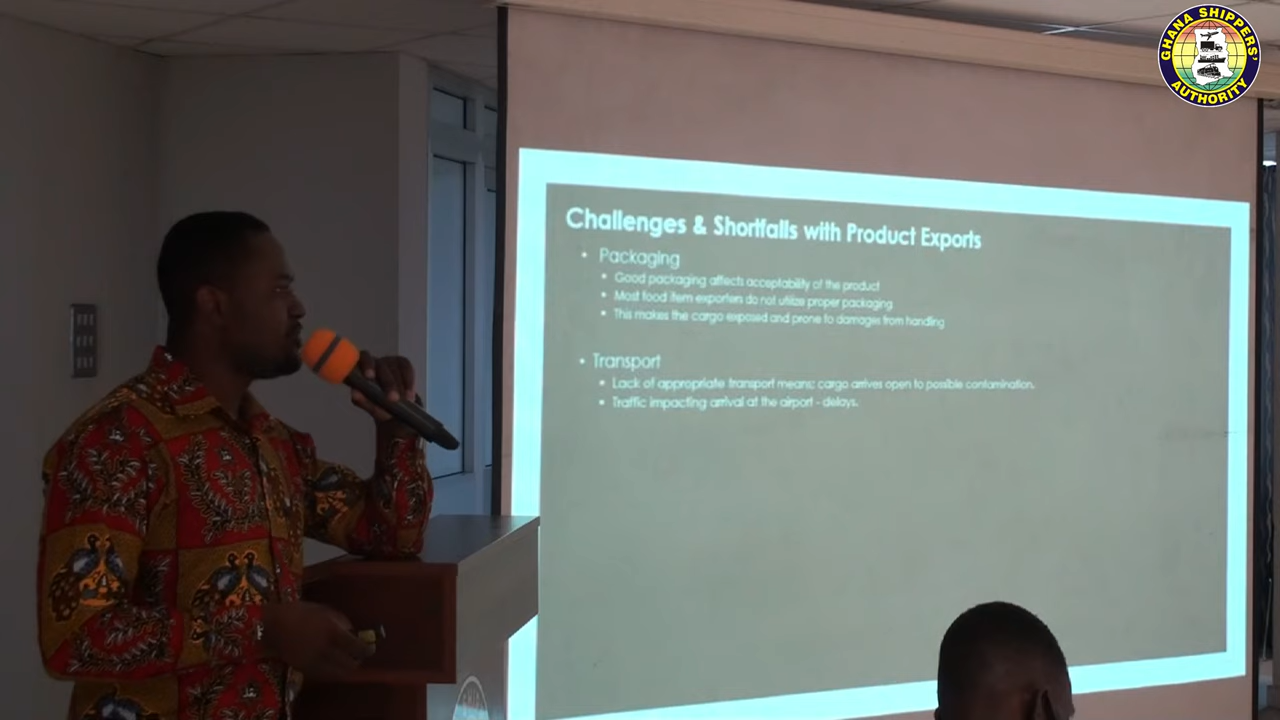 GHANA SHIPPERS'
AUTHORITY
Challenges & Shortfalls with Product Exports
• Packaging
• Good packaging affects acceptability of the product
• Most food item exporters do not utilize proper packaging
• This makes the cargo exposed and prone to damages from handling
• Transport
• Lack of appropriate transport means; cargo arrives open to possible contamination.
• Traffic impacting arrival at the airport - delays.